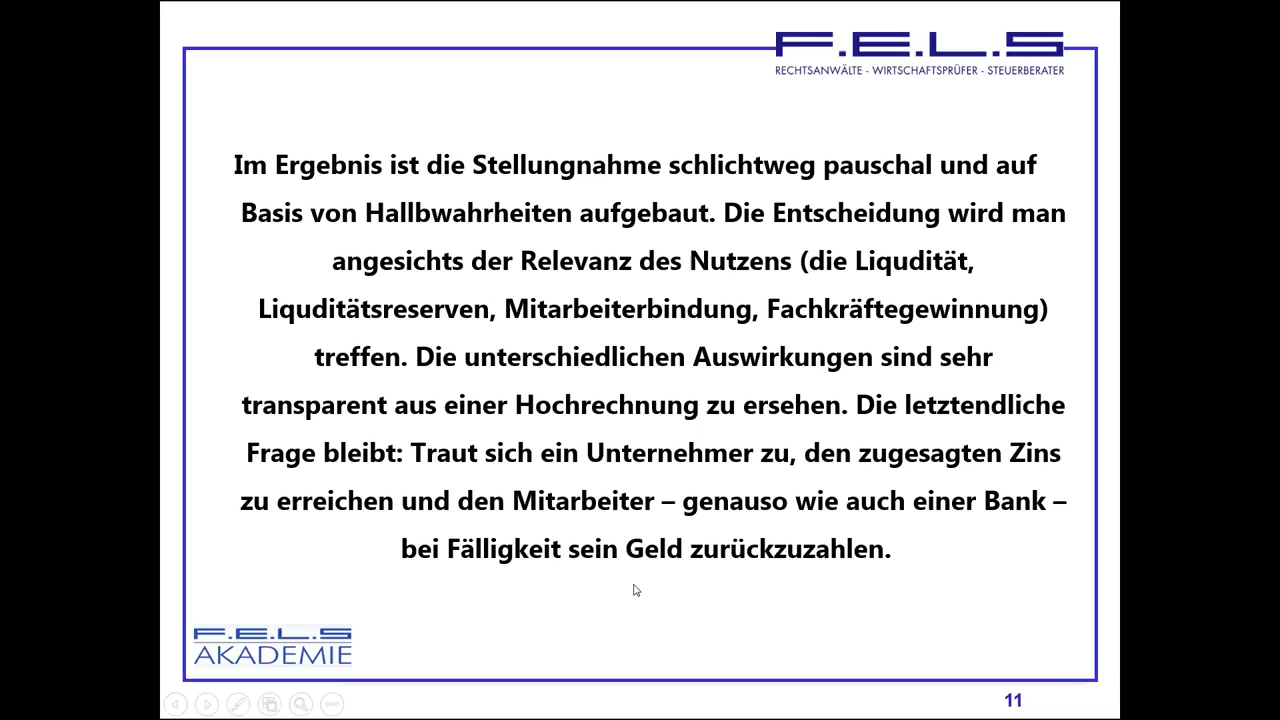 F.E.L.S
RECHTSANWÄLTE - WIRTSCHAFTSPRÜFER - STEUERBERATER
Im Ergebnis ist die Stellungnahme schlichtweg pauschal und auf
Basis von Hallbwahrheiten aufgebaut. Die Entscheidung wird man
angesichts der Relevanz des Nutzens (die Liqudität,
Liquditätsreserven, Mitarbeiterbindung, Fachkräftegewinnung)
treffen. Die unterschiedlichen Auswirkungen sind sehr
transparent aus einer Hochrechnung zu ersehen. Die letztendliche
Frage bleibt: Traut sich ein Unternehmer zu, den zugesagten Zins
zu erreichen und den Mitarbeiter – genauso wie auch einer Bank –
bei Fälligkeit sein Geld zurückzuzahlen.
F.E.L.S
AKADEMIE
11